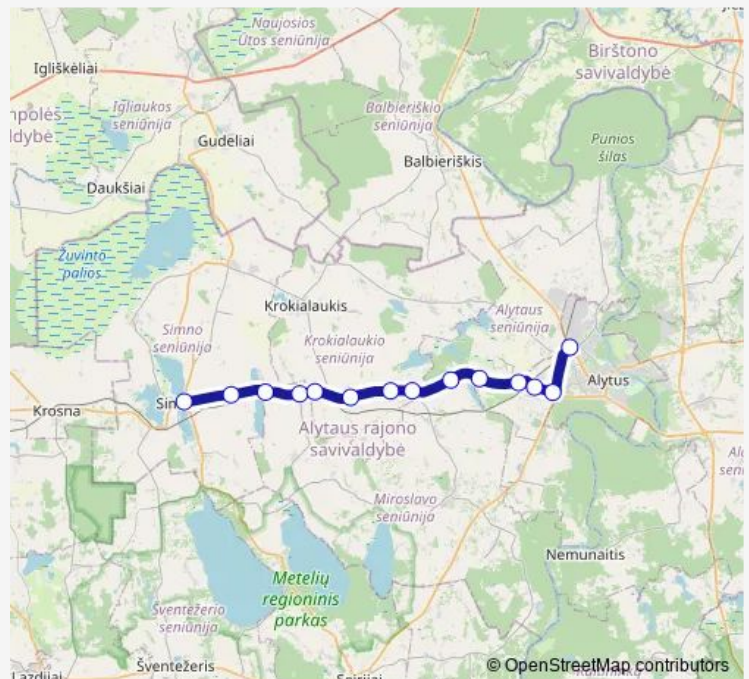 Naujosios
Ūtos seniūnija
Igliškėliai
Birštono
savivaldybė
Igliaukos
seniūnija
Balbieriškio
seniūnija
Gudeliai
Punios
šilas
Balbieriškis
Daukšiai
Žuvinto
palios
Krokialaukis
Alytaus
seniūnija
Simno
seniūnija
Krokialaukio
seniūnija
Alytus
Krosna
Alytaus rajono
savivaldybė
Miroslavo
seniūnija
Nemunaitis
Metelių
regioninis
parkas
Šventežerio
seniūnija
Šventežeris
© OpenStreetMap contributors